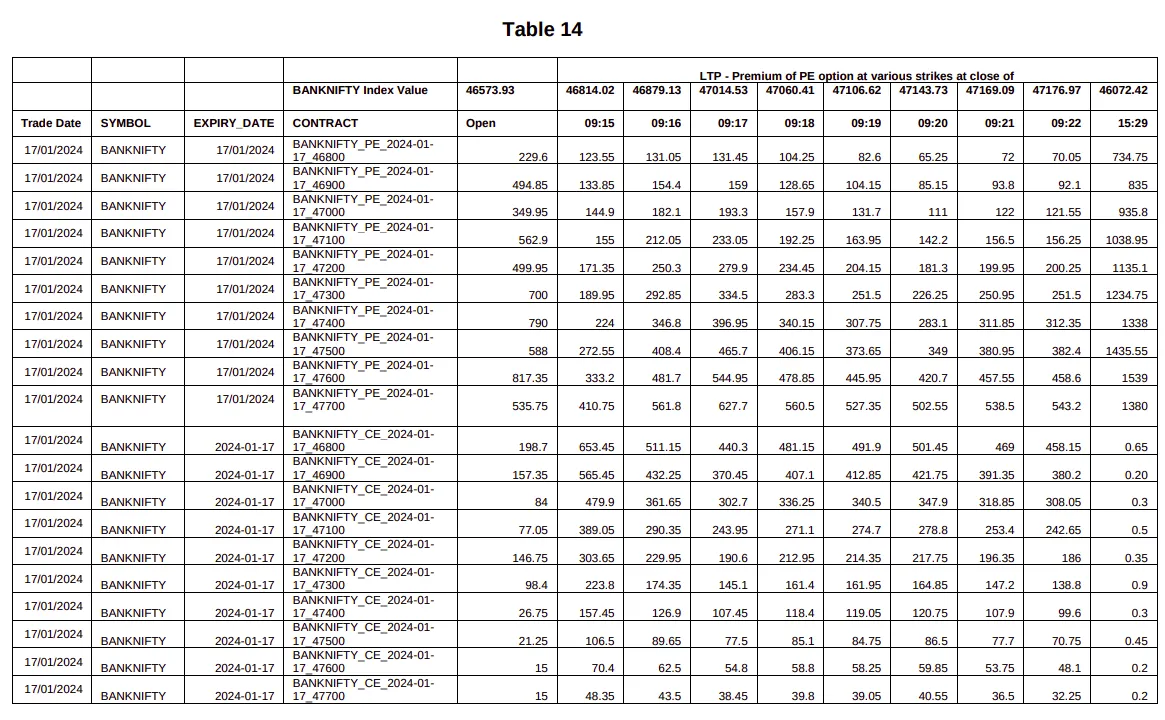 Table 14
LTP - Premium of PE option at various strikes at close of
BANKNIFTY Index Value 46573.93 46814.02 46879.13 47014.53 47060.41 47106.62 47143.73 47169.09 47176.97 46072.42
Trade Date SYMBOL EXPIRY_DATE CONTRACT Open 09:15 09:16 09:17 09:18 09:19 09:20 09:21 09:22 15:29
17/01/2024 BANKNIFTY 17/01/2024 BANKNIFTY_PE_2024-01-
17_46800 229.6 123.55 131.05 131.45 104.25 82.6 65.25 72 70.05 734.75
17/01/2024 BANKNIFTY 17/01/2024 BANKNIFTY_PE_2024-01-
17_46900 494.85 133.85 154.4 159 128.65 104.15 85.15 93.8 92.1 835
17/01/2024 BANKNIFTY 17/01/2024 BANKNIFTY_PE_2024-01-
17_47000 349.95 144.9 182.1 193.3 157.9 131.7 111 122 121.55 935.8
17/01/2024 BANKNIFTY 17/01/2024 BANKNIFTY_PE_2024-01-
17_47100 562.9 155 212.05 233.05 192.25 163.95 142.2 156.5 156.25 1038.95
17/01/2024 BANKNIFTY 17/01/2024 BANKNIFTY_PE_2024-01-
17_47200 499.95 171.35 250.3 279.9 234.45 204.15 181.3 199.95 200.25 1135.1
17/01/2024 BANKNIFTY 17/01/2024 BANKNIFTY_PE_2024-01-
17_47300 700 189.95 292.85 334.5 283.3 251.5 226.25 250.95 251.5 1234.75
17/01/2024 BANKNIFTY 17/01/2024 BANKNIFTY_PE_2024-01-
17_47400 790 224 346.8 396.95 340.15 307.75 283.1 311.85 312.35 1338
17/01/2024 BANKNIFTY 17/01/2024 BANKNIFTY_PE_2024-01-
17_47500 588 272.55 408.4 465.7 406.15 373.65 349 380.95 382.4 1435.55
17/01/2024 BANKNIFTY 17/01/2024 BANKNIFTY_PE_2024-01-
17_47600 817.35 333.2 481.7 544.95 478.85 445.95 420.7 457.55 458.6 1539
17/01/2024 BANKNIFTY 17/01/2024 BANKNIFTY_PE_2024-01-
17_47700 535.75 410.75 561.8 627.7 560.5 527.35 502.55 538.5 543.2 1380
17/01/2024 BANKNIFTY 2024-01-17 BANKNIFTY_CE_2024-01-
17_46800 198.7 653.45 511.15 440.3 481.15 491.9 501.45 469 458.15 0.65
17/01/2024 BANKNIFTY 2024-01-17 BANKNIFTY_CE_2024-01-
17_46900 157.35 565.45 432.25 370.45 407.1 412.85 421.75 391.35 380.2 0.20
17/01/2024 BANKNIFTY 2024-01-17 BANKNIFTY_CE_2024-01-
17_47000 84 479.9 361.65 302.7 336.25 340.5 347.9 318.85 308.05 0.3
17/01/2024 BANKNIFTY 2024-01-17 BANKNIFTY_CE_2024-01-
17_47100 77.05 389.05 290.35 243.95 271.1 274.7 278.8 253.4 242.65 0.5
17/01/2024 BANKNIFTY 2024-01-17 BANKNIFTY_CE_2024-01-
17_47200 146.75 303.65 229.95 190.6 212.95 214.35 217.75 196.35 186 0.35
17/01/2024 BANKNIFTY 2024-01-17 BANKNIFTY_CE_2024-01-
17_47300 98.4 223.8 174.35 145.1 161.4 161.95 164.85 147.2 138.8 0.9
17/01/2024 BANKNIFTY 2024-01-17 BANKNIFTY_CE_2024-01-
17_47400 26.75 157.45 126.9 107.45 118.4 119.05 120.75 107.9 99.6 0.3
17/01/2024 BANKNIFTY 2024-01-17 BANKNIFTY_CE_2024-01-
17_47500 21.25 106.5 89.65 77.5 85.1 84.75 86.5 77.7 70.75 0.45
17/01/2024 BANKNIFTY 2024-01-17 BANKNIFTY_CE_2024-01-
17_47600 15 70.4 62.5 54.8 58.8 58.25 59.85 53.75 48.1 0.2
17/01/2024 BANKNIFTY 2024-01-17 BANKNIFTY_CE_2024-01-
17_47700 15 48.35 43.5 38.45 39.8 39.05 40.55 36.5 32.25 0.2